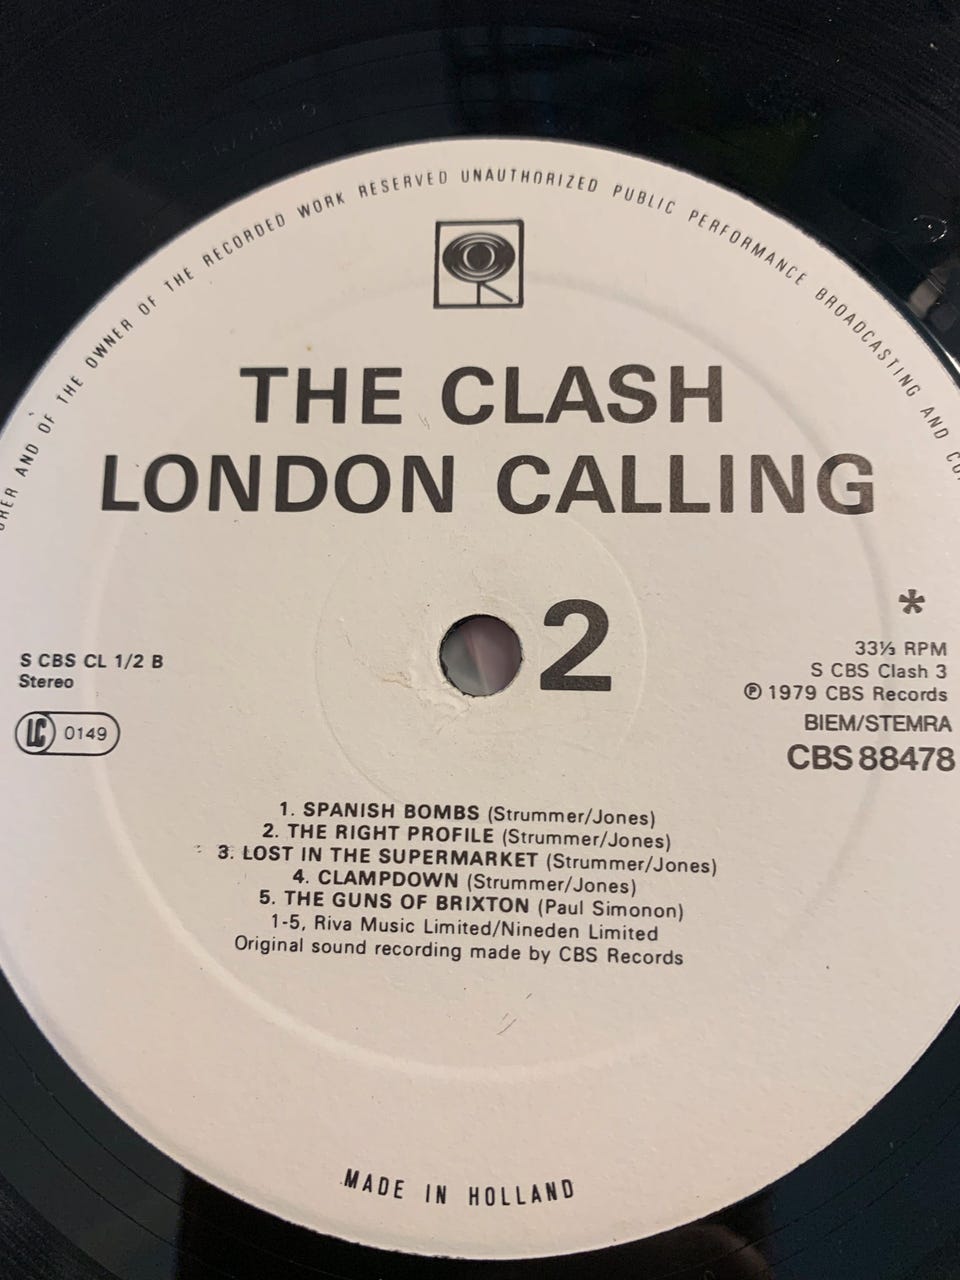 AND OF THE OWNER OF THE RECORDED WORK RESERVED UNAUTHORIZED PUBLIC PERFORMANCE BROADCASTING AND
THE CLASH
LONDON CALLING
2
*
S CBS CL 1/2 B
Stereo
LC 0149
33⅓ RPM
S CBS Clash 3
℗ 1979 CBS Records
BIEM/STEMRA
CBS 88478
1. SPANISH BOMBS (Strummer/Jones)
2. THE RIGHT PROFILE (Strummer/Jones)
3. LOST IN THE SUPERMARKET (Strummer/Jones)
4. CLAMPDOWN (Strummer/Jones)
5. THE GUNS OF BRIXTON (Paul Simonon)
1-5, Riva Music Limited/Nineden Limited
Original sound recording made by CBS Records
MADE IN HOLLAND